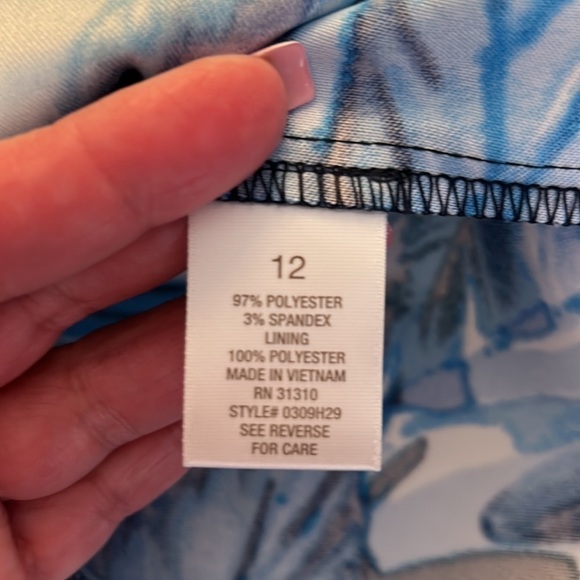 12
97% POLYESTER
3% SPANDEX
LINING
100% POLYESTER
MADE IN VIETNAM
RN 31310
STYLE# 0309H29
SEE REVERSE
FOR CARE